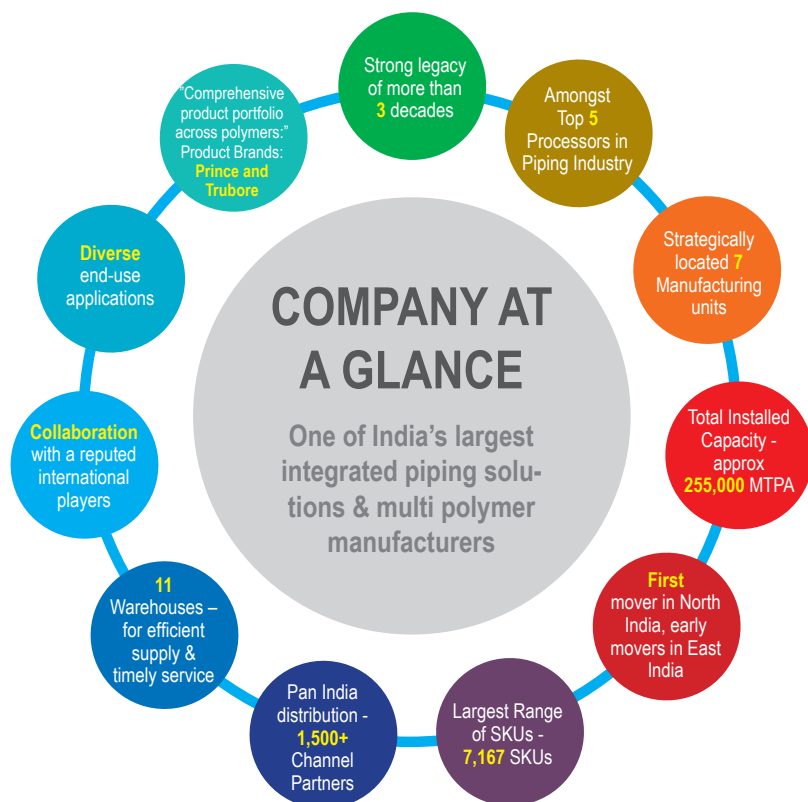 COMPANY AT
A GLANCE
One of India's largest
integrated piping solu-
tions & multi polymer
manufacturers
Strong legacy
of more than
3 decades
Amongst
Top 5
Processors in
Piping Industry
Strategically
located 7
Manufacturing
units
Total Installed
Capacity -
approx
255,000 MTPA
First
mover in North
India, early
movers in East
India
Largest Range
of SKUs -
7,167 SKUs
Pan India
distribution -
1,500+
Channel
Partners
11
Warehouses –
for efficient
supply &
timely service
Collaboration
with a reputed
international
players
Diverse
end-use
applications
"Comprehensive
product portfolio
across polymers:"
Product Brands:
Prince and
Trubore